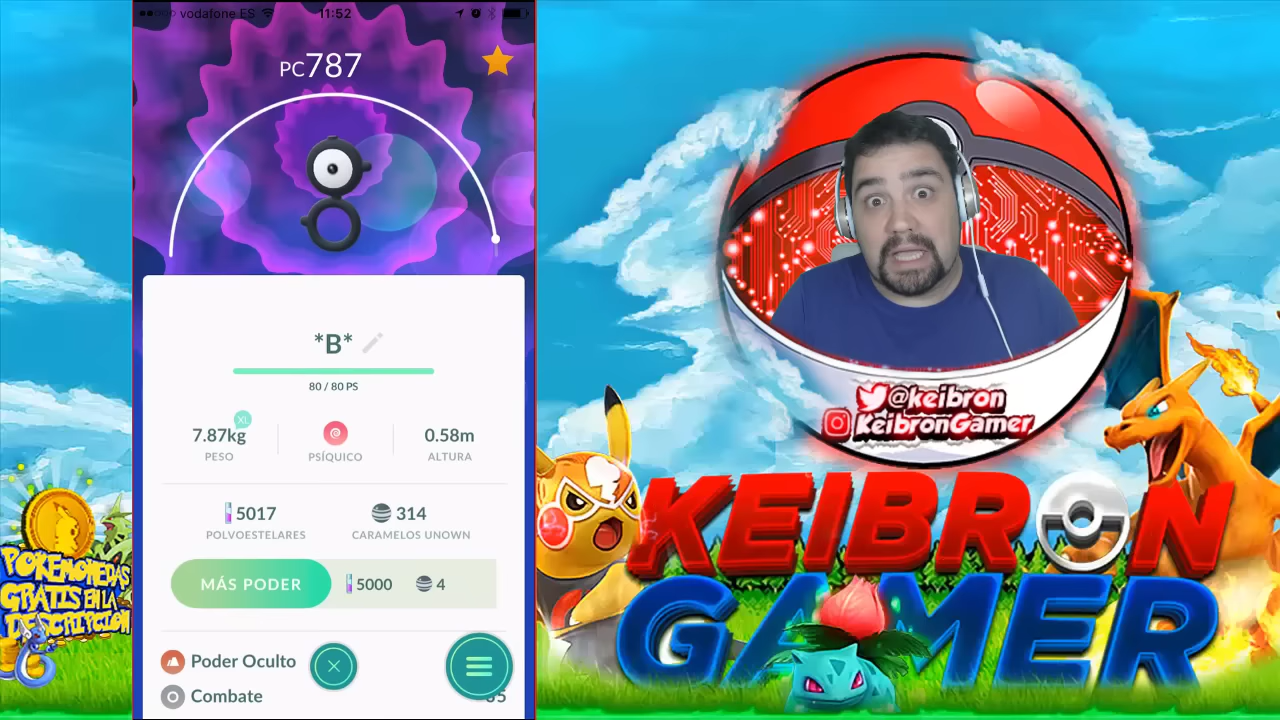 vodafone ES
11:52
PC787
*B*
80 / 80 PS
XL
7.87kg
PESO
PSÍQUICO
0.58m
ALTURA
5017
POLVOESTELARES
314
CARAMELOS UNOWN
MÁS PODER
5000
4
Poder Oculto
Combate
POKEMONEDAS
GRATIS EN LA
DESCRIPCION
@keibron
KeibronGamer
KEIBRON
GAMER